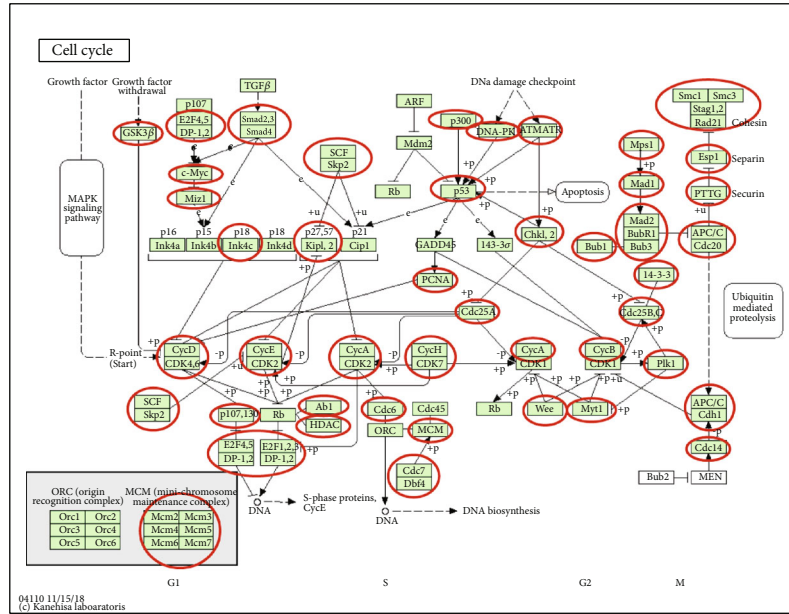 Cell cycle
Growth factor
Growth factor
withdrawal
TGFβ
DNa damage checkpoint
p107
E2F4,5
DP-1,2
Smad2,3
Smad4
ARF
p300
DNA-PK
ATMATR
Smc1 Smc3
Stag1,2
Rad21
Cohesin
GSK3β
Mdm2
SCF
Skp2
Mps1
Esp1
Separin
c-Myc
Rb
p53
Apoptosis
Mad1
PTTG
Securin
Miz1
MAPK
signaling
pathway
e
e
e
e
e
e
e
+p
+p
+p
+p
+p
+u
+u
p16 p15 p18 p18 p27,57 p21
Ink4a Ink4b Ink4c Ink4d Kipl, 2 Cip1
GADD45
143-3σ
Chkl, 2
Bub1
Mad2
BubR1
Bub3
APC/C
Cdc20
14-3-3
+p
PCNA
Cdc25A
Cdc25B,C
Ubiquitin
mediated
proteolysis
+p
+p
+p
R-point
(Start)
+p
CycD
CDK4,6
-p
CycE
CDK2
-p
CycA
CDK2
-p
+p
CycH
CDK7
-p
CycA
CDK1
-p
CycB
CDK1
+p
Plk1
+u
+p
+p
+p
+p
+p
+p
+p
+p+u
SCF
Skp2
p107,130
Rb
Ab1
HDAC
Cdc6
Cdc45
ORC
MCM
Rb
Wee
Myt1
+p
APC/C
Cdh1
p
E2F4,5
DP-1,2
E2F1,2,3
DP-1,2
+p
+p
Cdc7
Dbf4
Cdc14
Bub2
MEN
DNA
S-phase proteins,
CycE
DNA
DNA biosynthesis
ORC (origin
recognition complex)
MCM (mini-chromosome
maintenance complex)
Orc1 Orc2
Orc3 Orc4
Orc5 Orc6
Mcm2 Mcm3
Mcm4 Mcm5
Mcm6 Mcm7
G1 S G2 M
04110 11/15/18
(c) Kanehisa laboaratoris